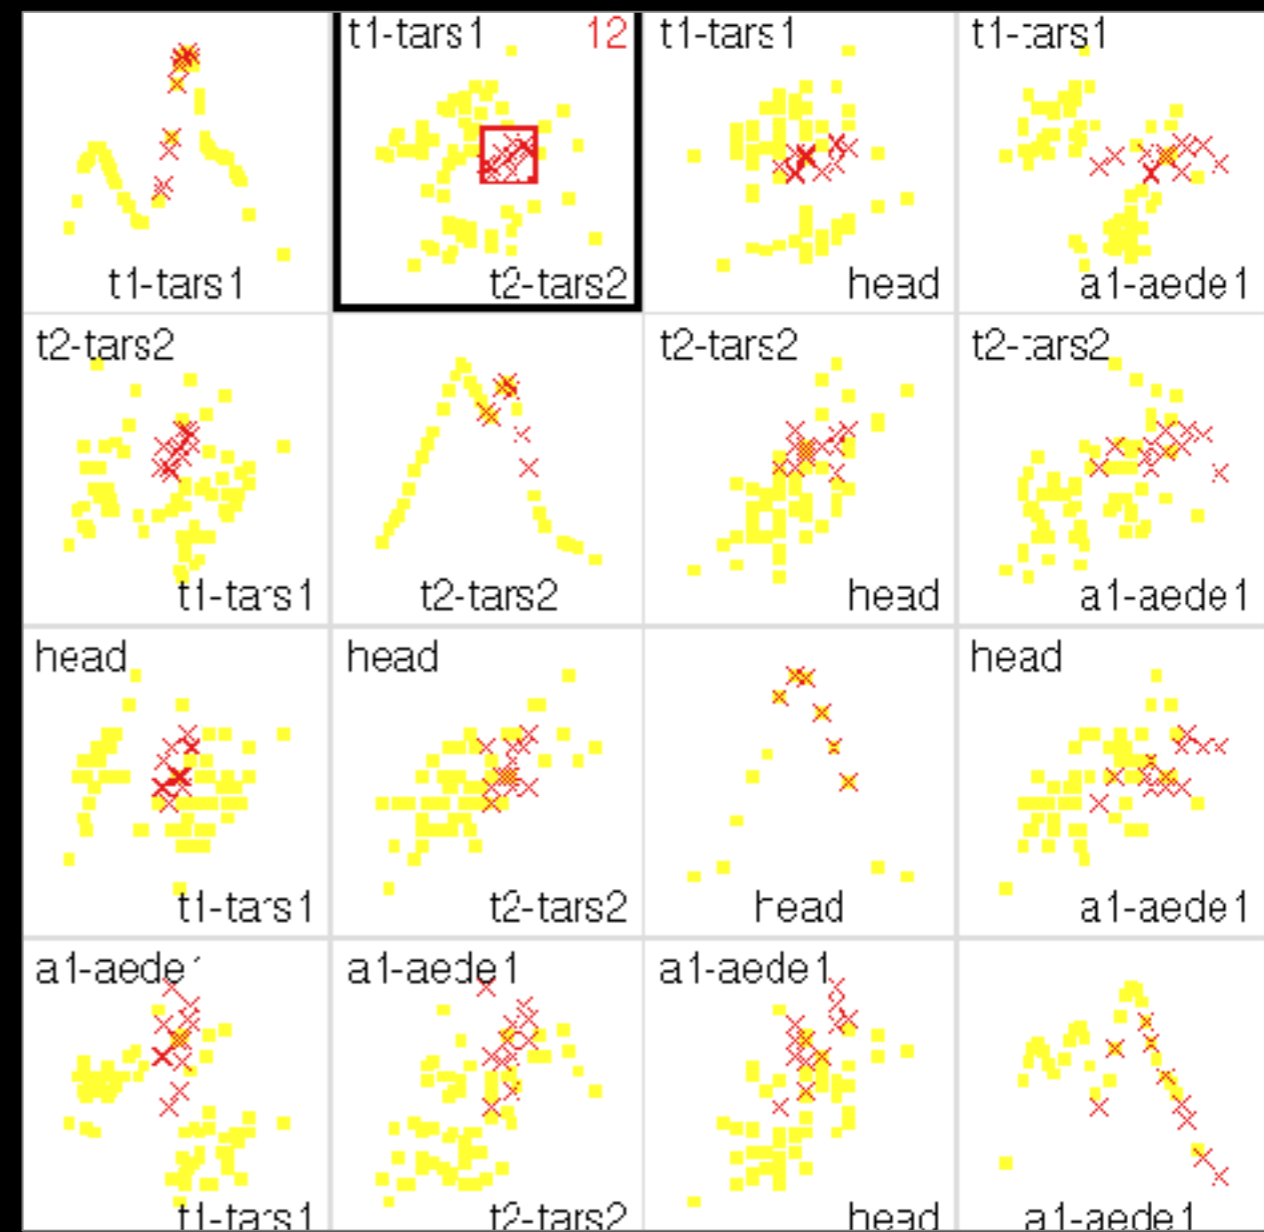 t1-tars1 12 t1-tars1 t1-tars1
t1-tars1 t2-tars2 head a1-aede1
t2-tars2 t2-tars2 t2-tars2
t1-tars1 t2-tars2 head a1-aede1
head head head
t1-tars1 t2-tars2 head a1-aede1
a1-aede1 a1-aede1 a1-aede1
t1-tars1 t2-tars2 head a1-aede1